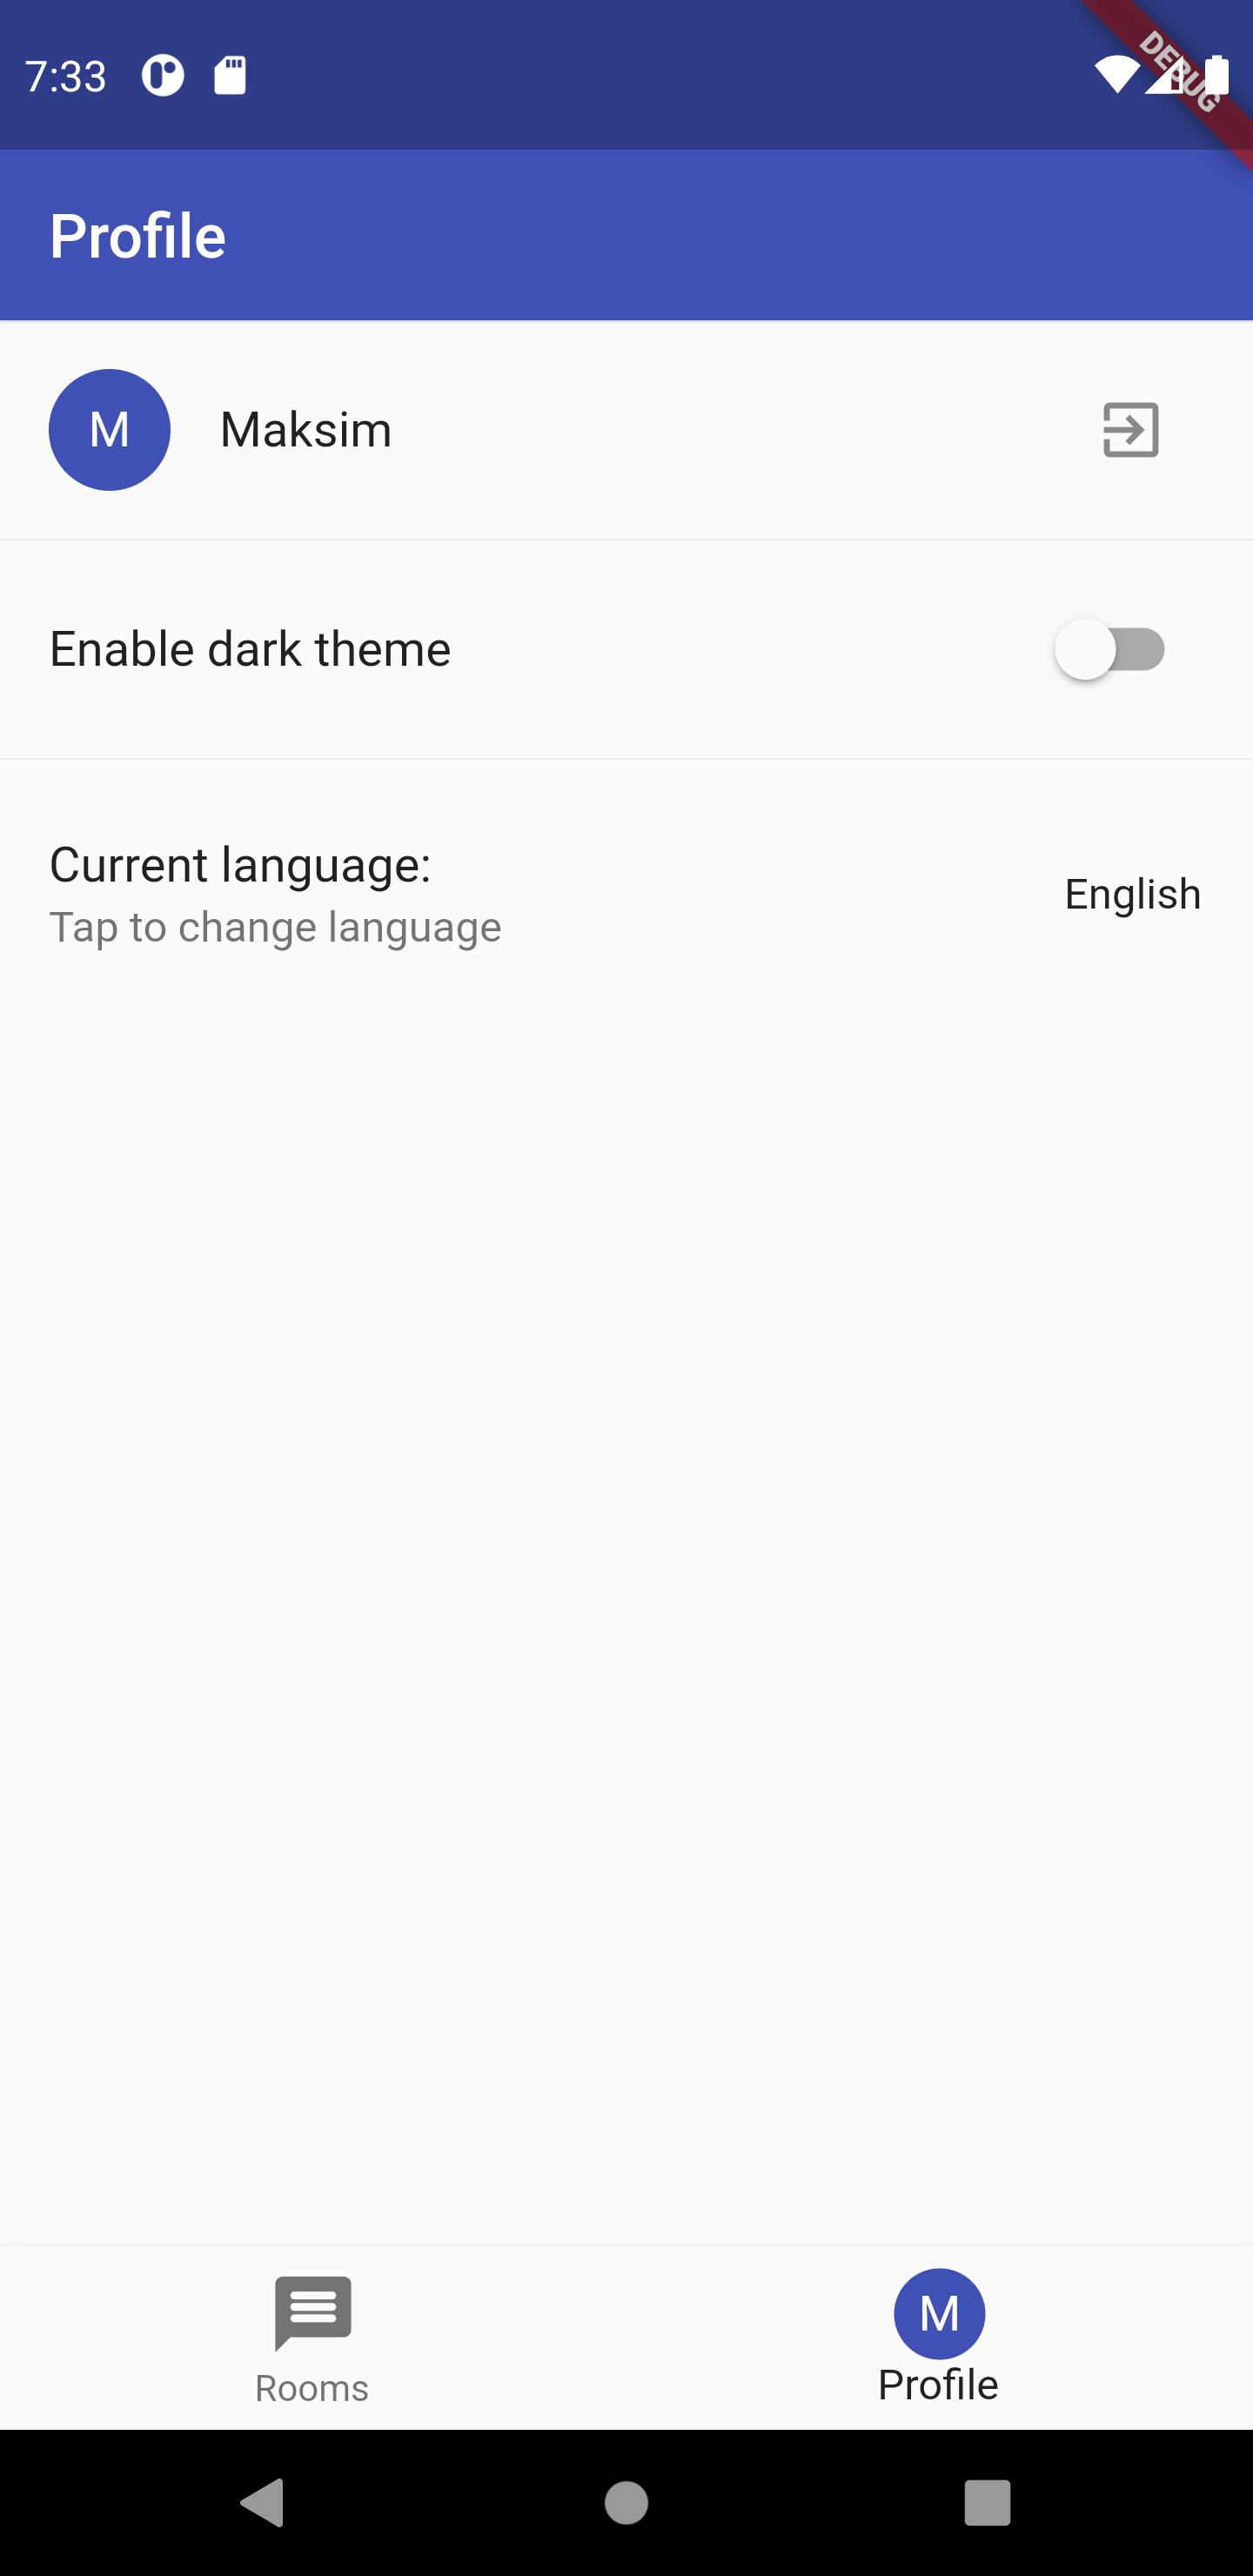 7:33
DEBUG
Profile
M
Maksim
Enable dark theme
Current language:
Tap to change language
English
M
Rooms
Profile